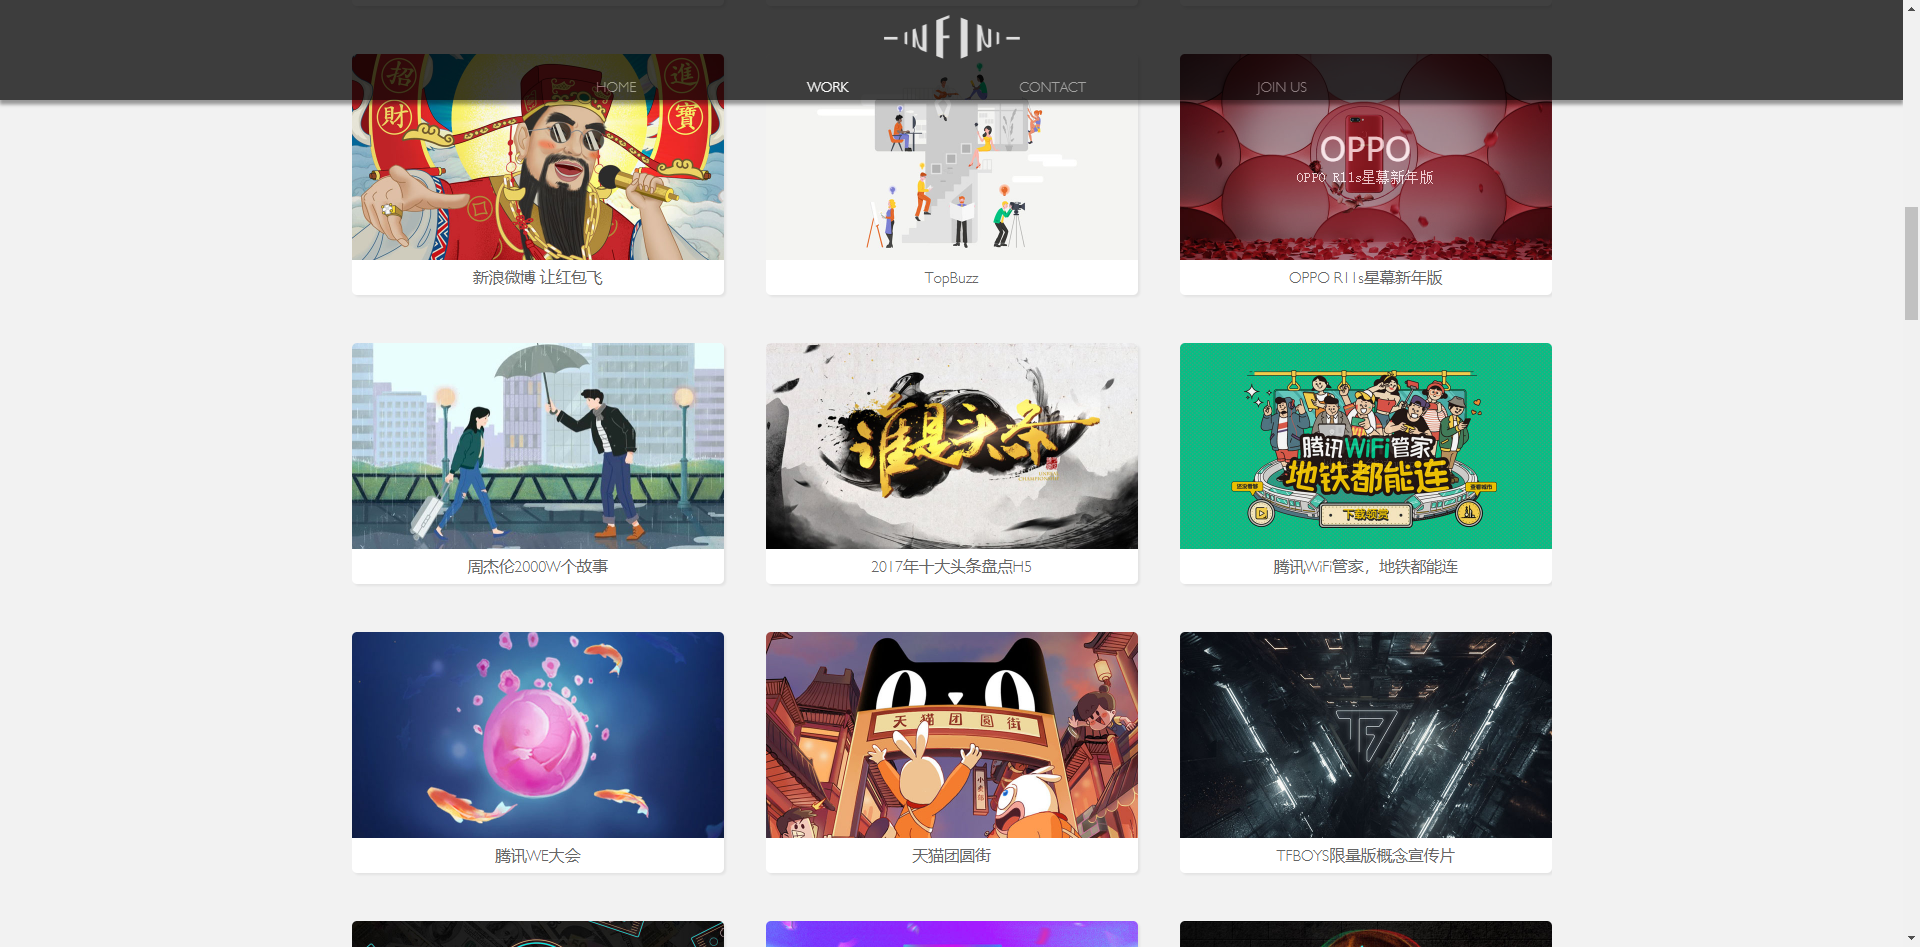 INFINI
HOME
WORK
CONTACT
JOIN US
招
財
進
寶
OPPO
OPPO R11s星幕新年版
新浪微博 让红包飞
TopBuzz
OPPO R11s星幕新年版
谁是头条
腾讯WiFi管家
地铁都能连
下载领赏
周杰伦2000W个故事
2017年十大头条盘点H5
腾讯WiFi管家，地铁都能连
天猫团圆街
TF
腾讯WE大会
天猫团圆街
TFBOYS限量版概念宣传片